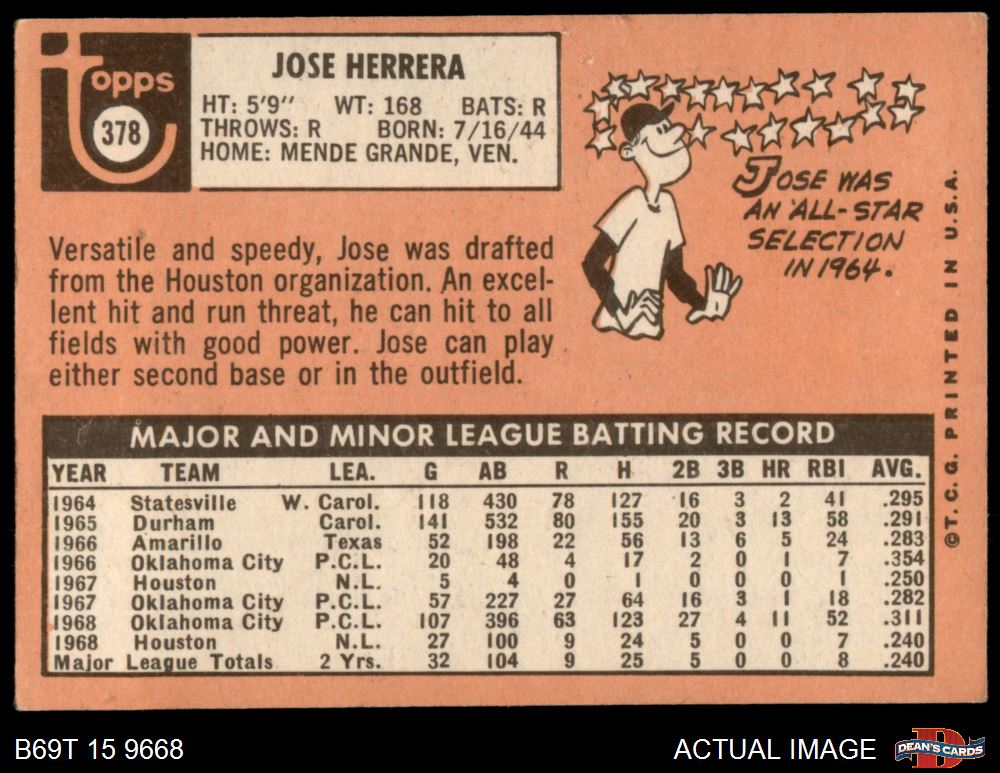 topps
378
JOSE HERRERA
HT: 5'9" WT: 168 BATS: R
THROWS: R BORN: 7/16/44
HOME: MENDE GRANDE, VEN.
JOSE WAS
AN ALL-STAR
SELECTION
IN 1964.
Versatile and speedy, Jose was drafted
from the Houston organization. An excel-
lent hit and run threat, he can hit to all
fields with good power. Jose can play
either second base or in the outfield.
MAJOR AND MINOR LEAGUE BATTING RECORD
YEAR TEAM LEA. G AB R H 2B 3B HR RBI AVG.
1964 Statesville W. Carol. 118 430 78 127 16 3 2 41 .295
1965 Durham Carol. 141 532 80 155 20 3 13 58 .291
1966 Amarillo Texas 52 198 22 56 13 6 5 24 .283
1966 Oklahoma City P.C.L. 20 48 4 17 2 0 1 7 .354
1967 Houston N.L. 5 4 0 1 0 0 0 1 .250
1967 Oklahoma City P.C.L. 57 227 27 64 16 3 1 18 .282
1968 Oklahoma City P.C.L. 107 396 63 123 27 4 11 52 .311
1968 Houston N.L. 27 100 9 24 5 0 0 7 .240
Major League Totals 2 Yrs. 32 104 9 25 5 0 0 8 .240
©T.C.G. PRINTED IN U.S.A.
B69T 15 9668
ACTUAL IMAGE
D
DEAN'S CARDS